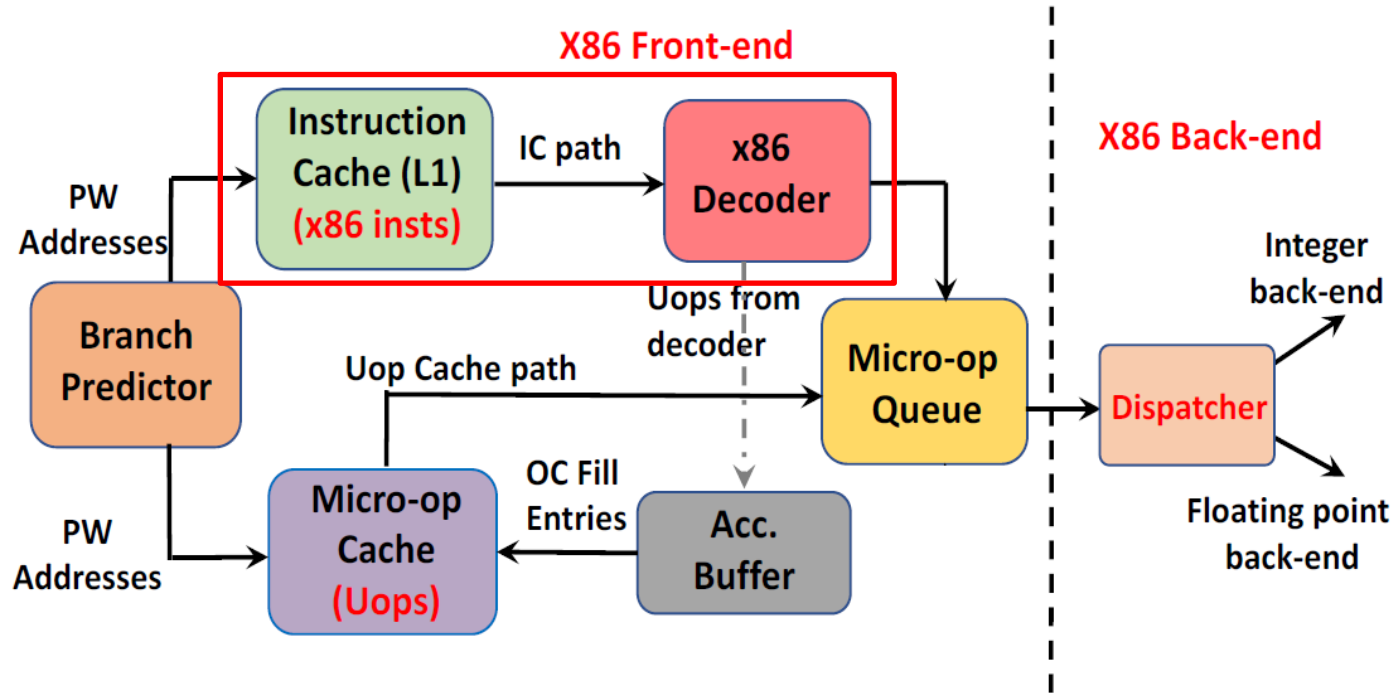 X86 Front-end
Instruction
Cache (L1)
(x86 insts)
IC path
x86
Decoder
X86 Back-end
PW
Addresses
Integer
back-end
Uops from
decoder
Branch
Predictor
Uop Cache path
Micro-op
Queue
Dispatcher
Micro-op
Cache
(Uops)
OC Fill
Entries
Acc.
Buffer
PW
Addresses
Floating point
back-end